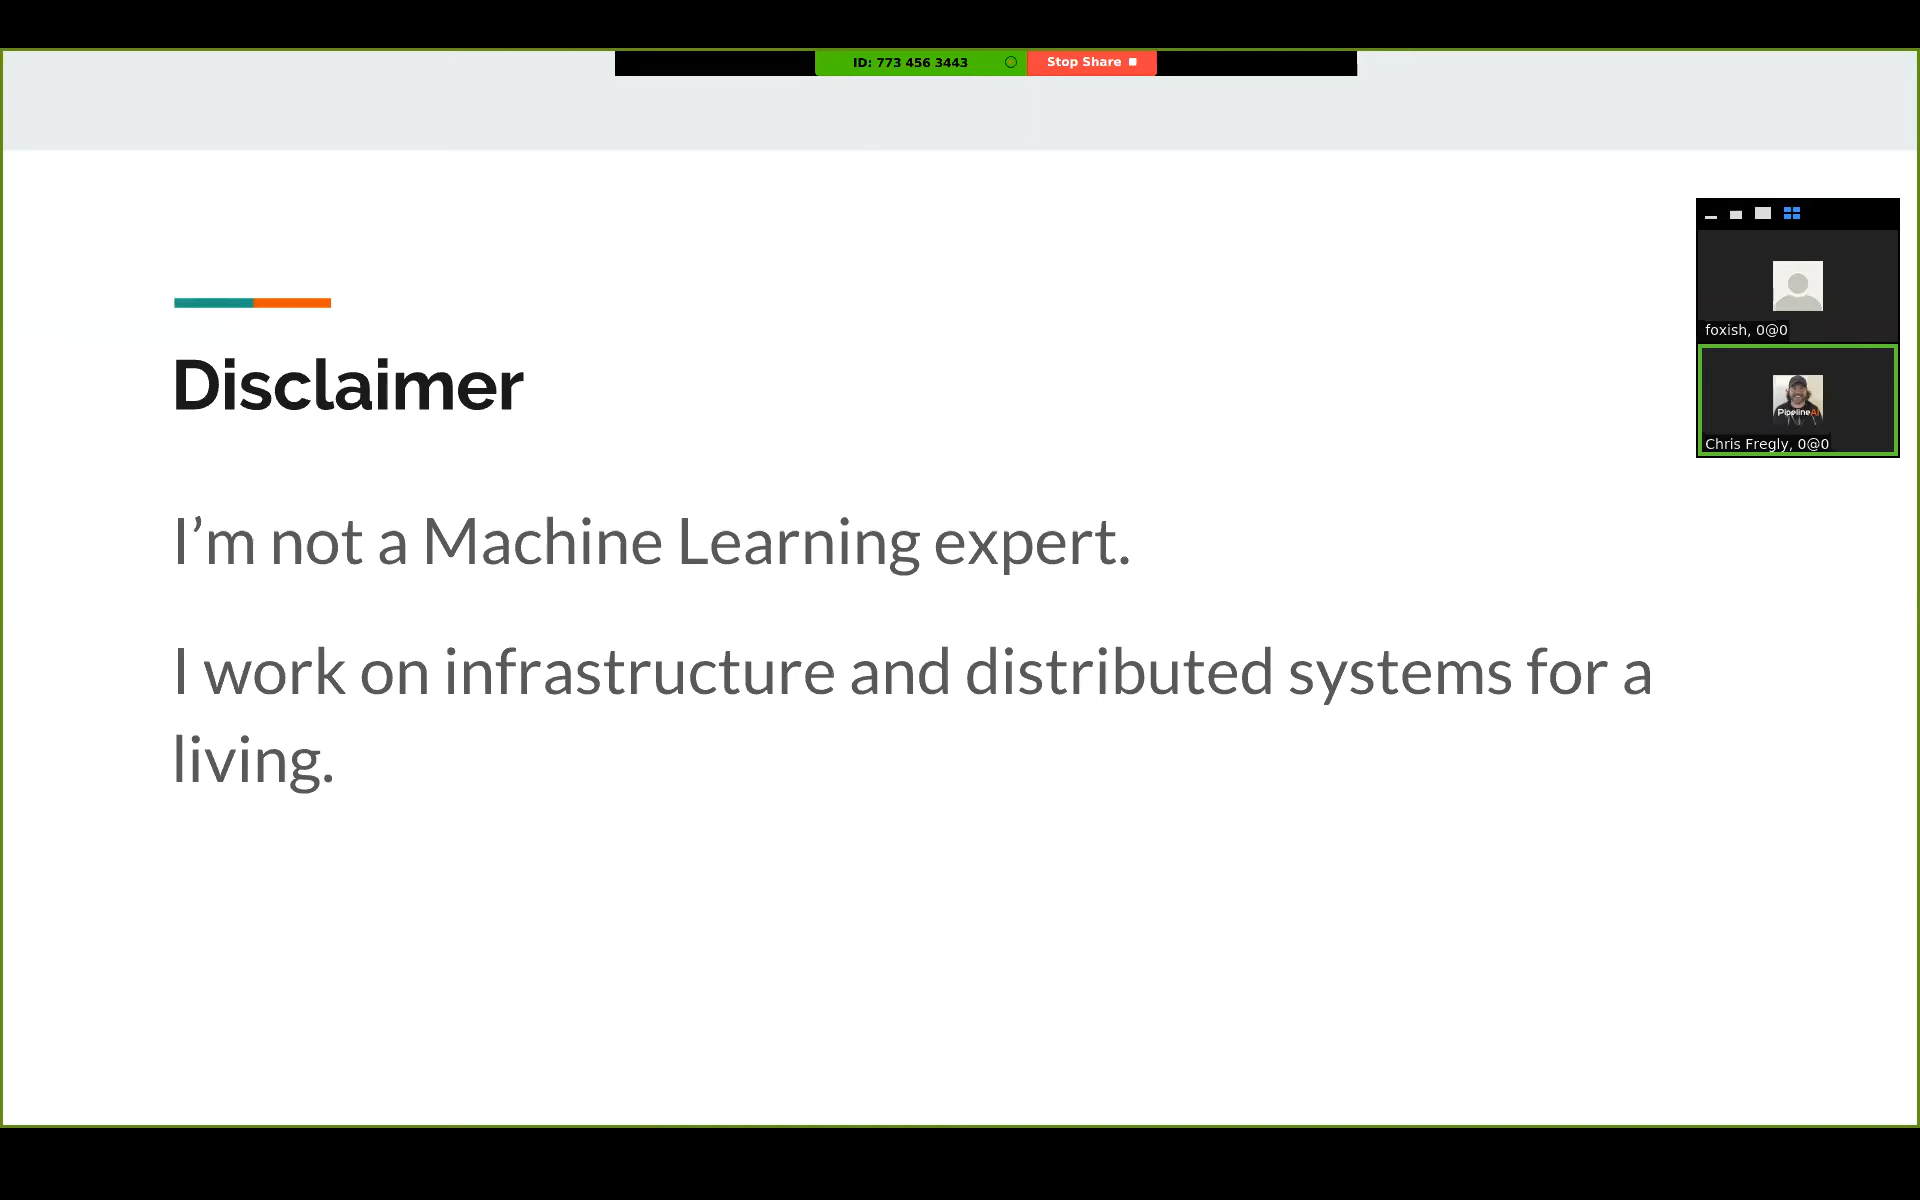 ID: 773 456 3443
Stop Share
foxish, 0@0
PipelineAI
Chris Fregly, 0@0
Disclaimer
I’m not a Machine Learning expert.
I work on infrastructure and distributed systems for a
living.